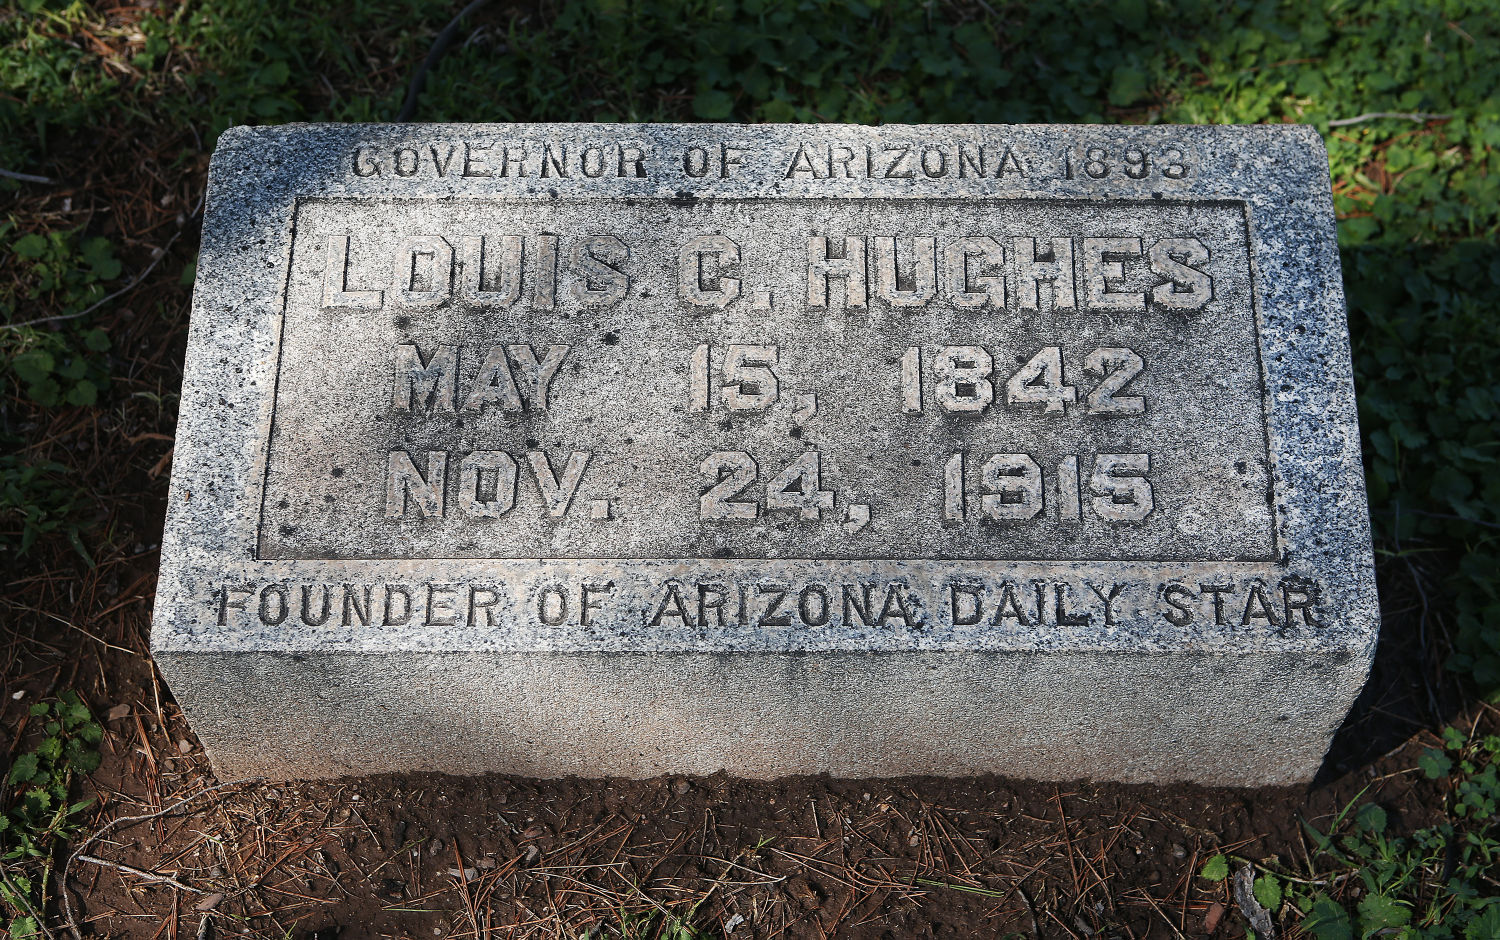 GOVERNOR OF ARIZONA 1893
LOUIS C. HUGHES
MAY 15, 1842
NOV. 24, 1915
FOUNDER OF ARIZONA DAILY STAR